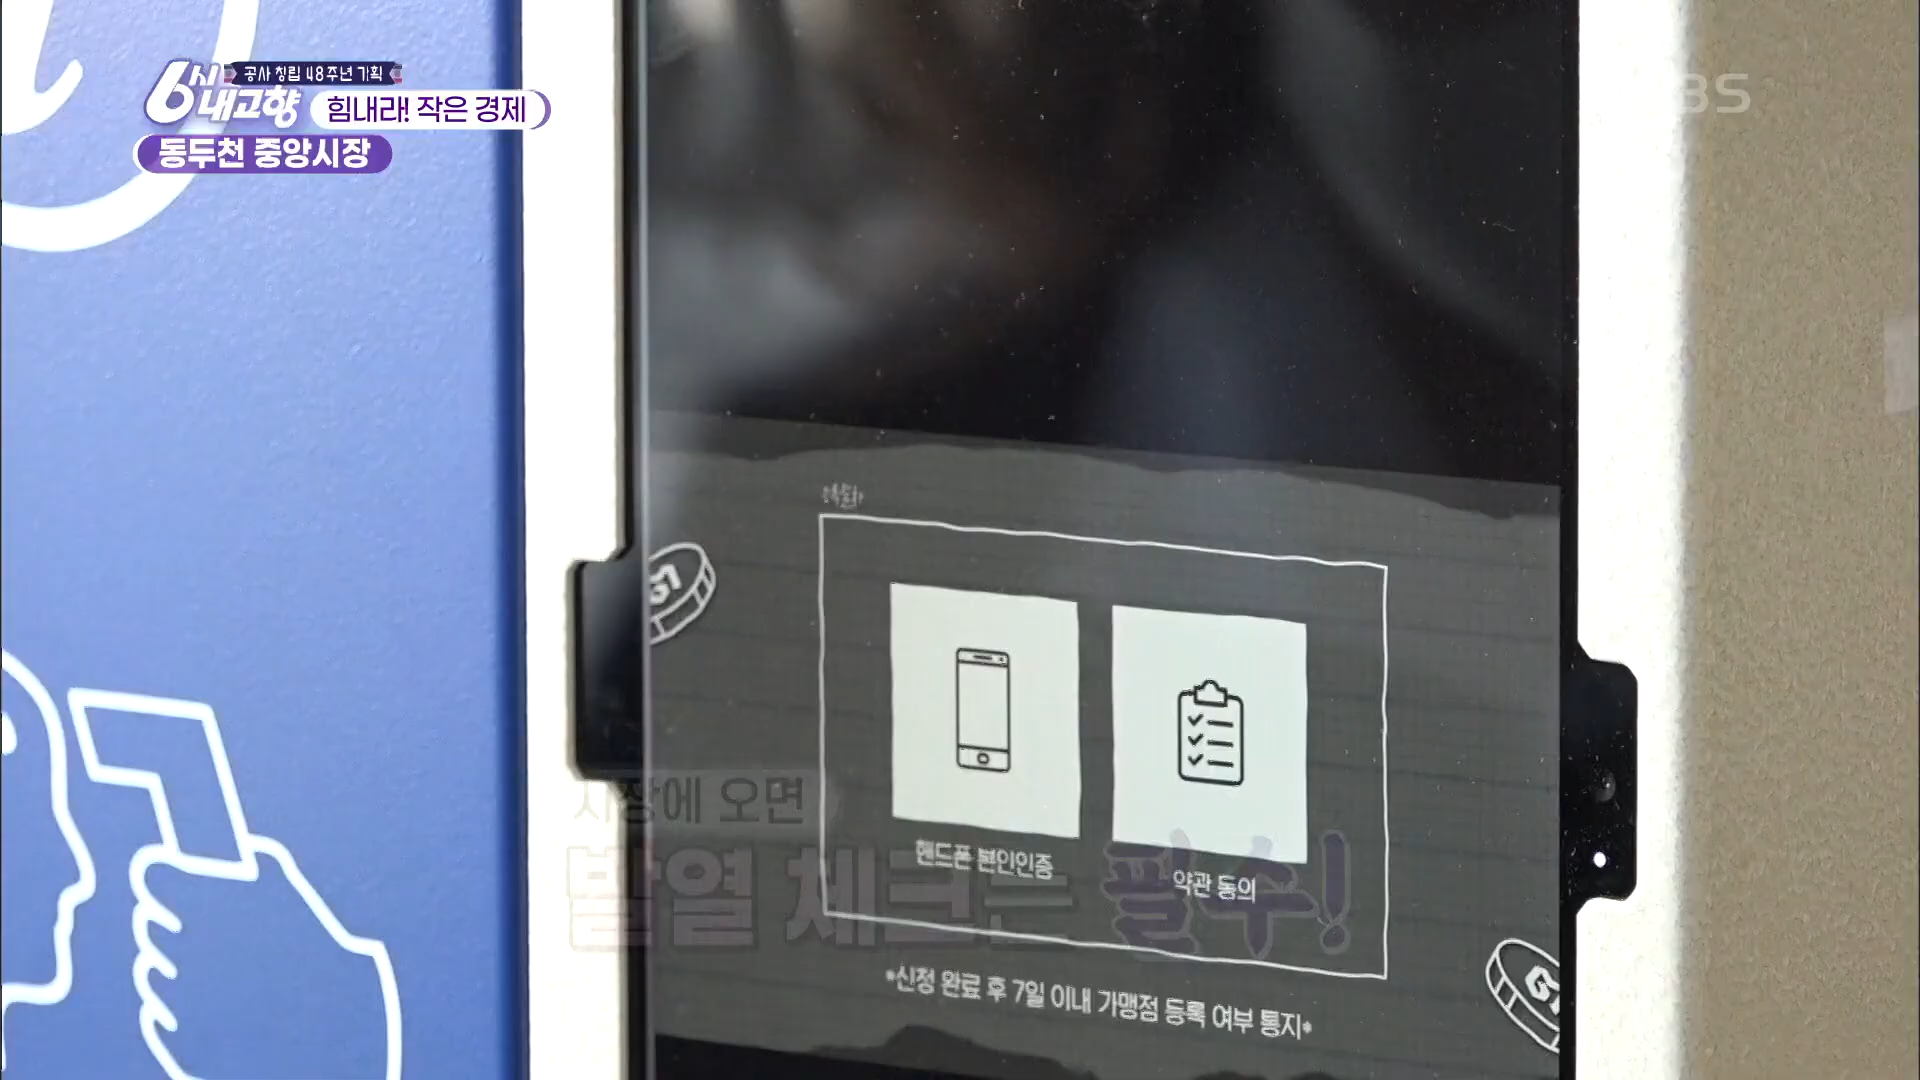 공사 창립 48주년 기획
6시 내고향
힘내라! 작은 경제
동두천 중앙시장
핸드폰 본인인증
약관 동의
시장에 오면
발열 체크는 필수!
*신청 완료 후 7일 이내 가맹점 등록 여부 통지*